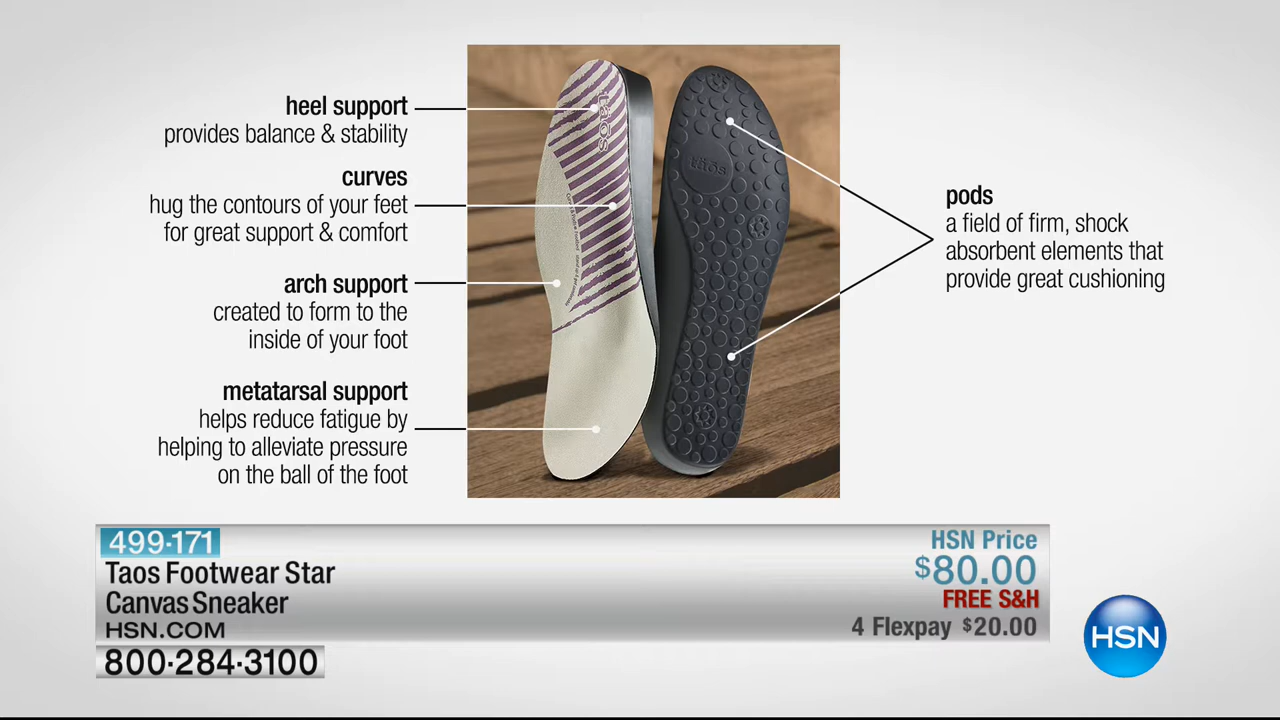 heel support
provides balance & stability
curves
hug the contours of your feet
for great support & comfort
arch support
created to form to the
inside of your foot
metatarsal support
helps reduce fatigue by
helping to alleviate pressure
on the ball of the foot
taos
taos
pods
a field of firm, shock
absorbent elements that
provide great cushioning
499-171
Taos Footwear Star
Canvas Sneaker
HSN.COM
800-284-3100
HSN Price
$80.00
FREE S&H
4 Flexpay $20.00
HSN